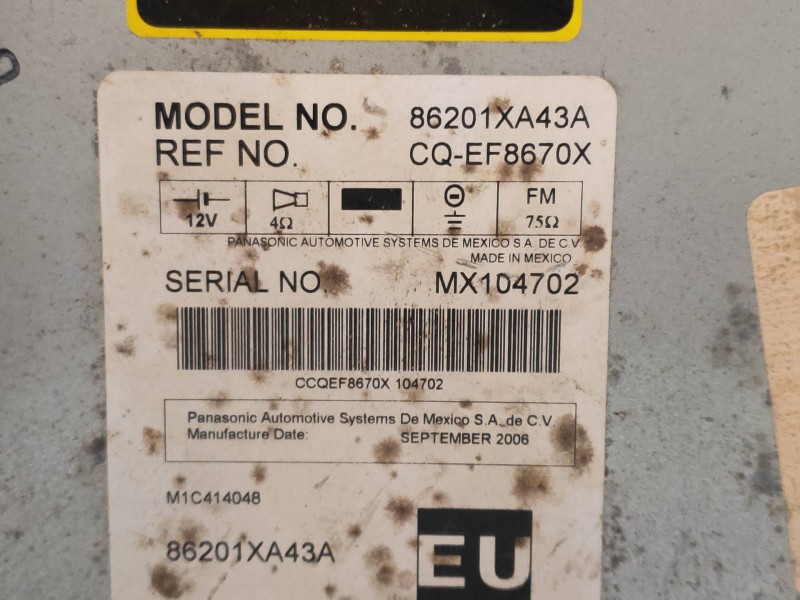 MODEL NO. 86201XA43A
REF NO. CQ-EF8670X
12V 4Ω FM 75Ω
PANASONIC AUTOMOTIVE SYSTEMS DE MEXICO S.A. DE C.V
MADE IN MEXICO
SERIAL NO. MX104702
CCQEF8670X 104702
Panasonic Automotive Systems De Mexico S.A. de C.V.
Manufacture Date: SEPTEMBER 2006
M1C414048
86201XA43A
EU